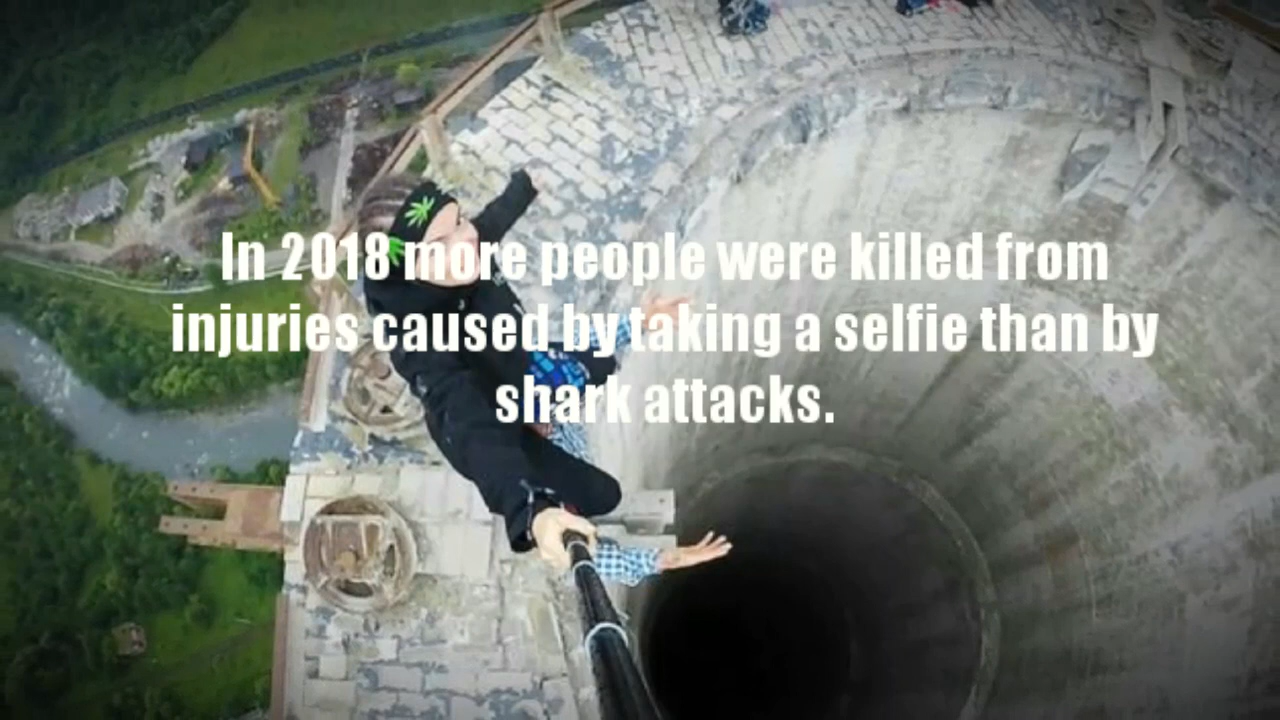 In 2018 more people were killed from
injuries caused by taking a selfie than by
shark attacks.